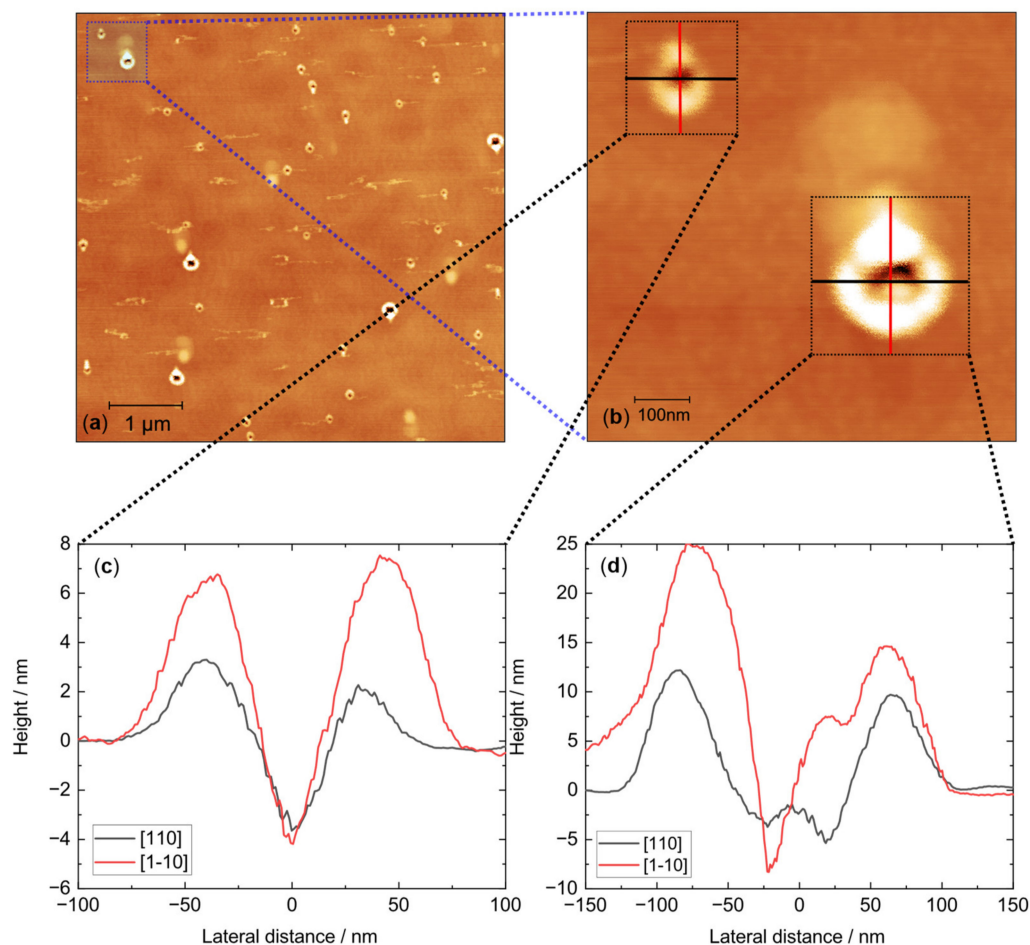 (a) 1 μm
(b) 100nm
(c)
Height / nm
8
6
4
2
0
−2
−4
−6
[110]
[1-10]
−100 −50 0 50 100
Lateral distance / nm
(d)
Height / nm
25
20
15
10
5
0
−5
−10
[110]
[1-10]
−150 −100 −50 0 50 100 150
Lateral distance / nm